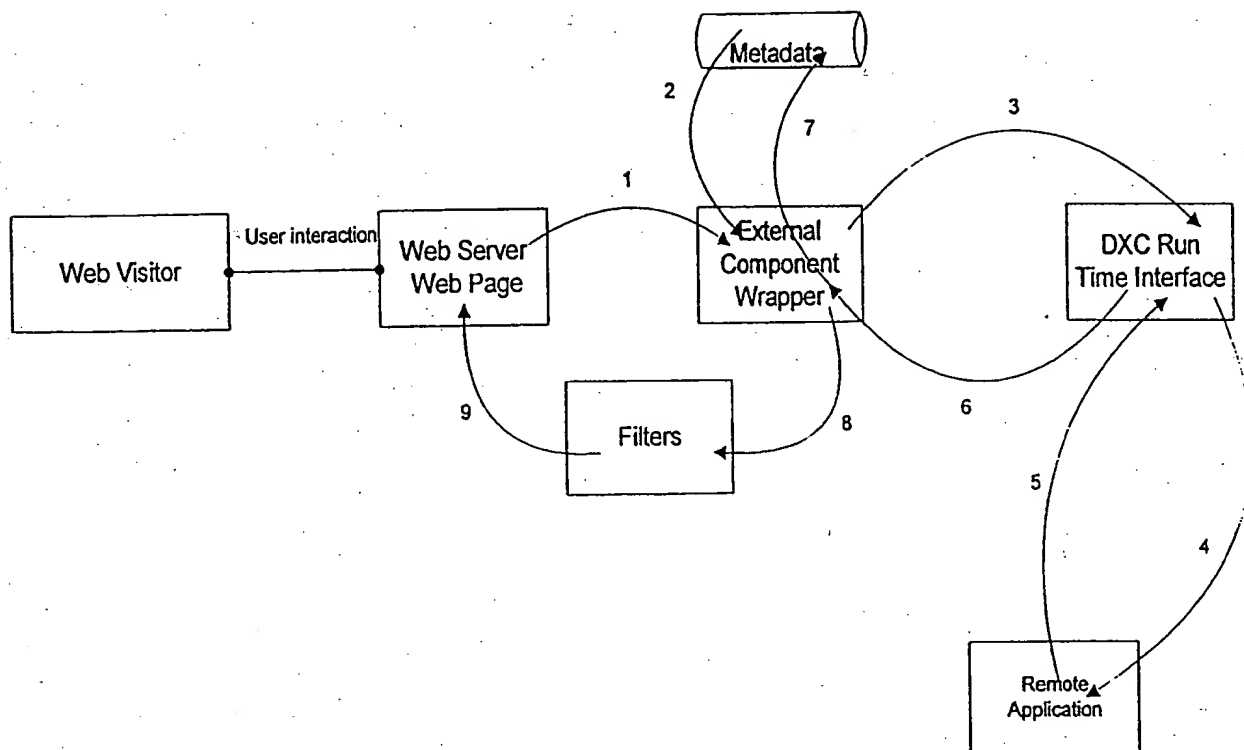 Metadata
2
7
3
1
User interaction
Web Visitor
Web Server
Web Page
External
Component
Wrapper
DXC Run
Time Interface
9
Filters
8
6
5
4
Remote
Application